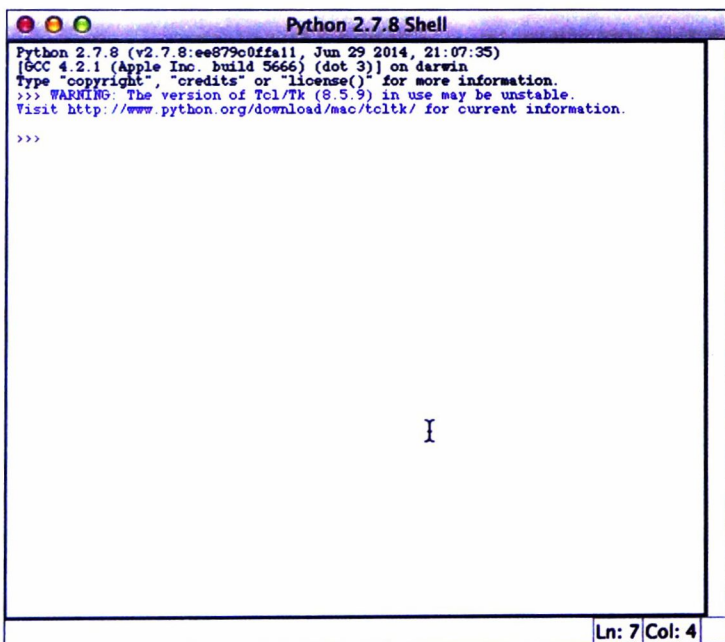 Python 2.7.8 Shell
Python 2.7.8 (v2.7.8:ee879c0ffa11, Jun 29 2014, 21:07:35)
[GCC 4.2.1 (Apple Inc. build 5666) (dot 3)] on darwin
Type "copyright", "credits" or "license()" for more information.
>>> WARNING: The version of Tcl/Tk (8.5.9) in use may be unstable.
Visit http://www.python.org/download/mac/tcltk/ for current information.
>>>
Ln: 7 Col: 4